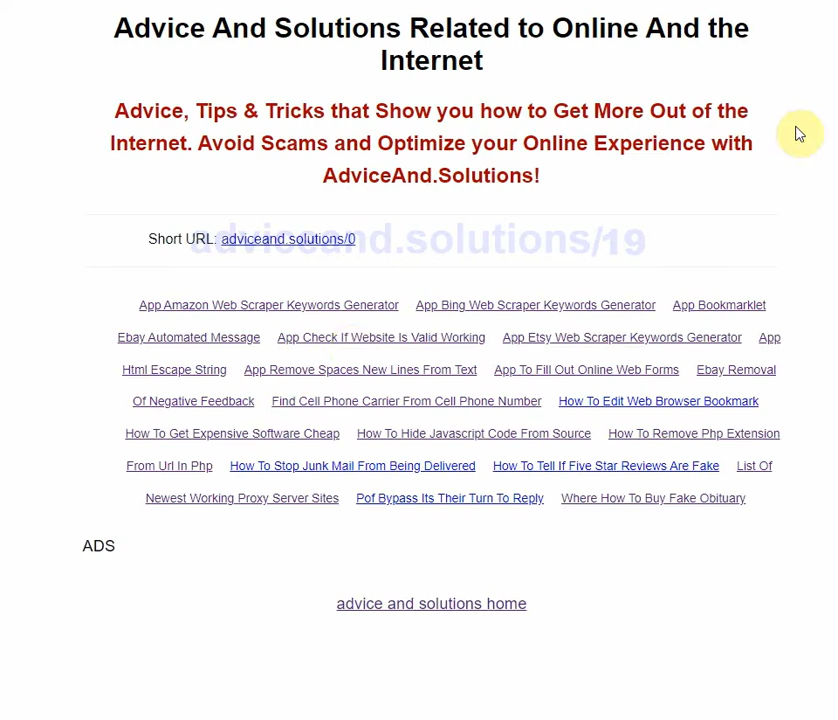 Advice And Solutions Related to Online And the
Internet
Advice, Tips & Tricks that Show you how to Get More Out of the
Internet. Avoid Scams and Optimize your Online Experience with
AdviceAnd.Solutions!
Short URL: adviceand.solutions/0
adviceand.solutions/19
App Amazon Web Scraper Keywords Generator App Bing Web Scraper Keywords Generator App Bookmarklet
Ebay Automated Message App Check If Website Is Valid Working App Etsy Web Scraper Keywords Generator App
Html Escape String App Remove Spaces New Lines From Text App To Fill Out Online Web Forms Ebay Removal
Of Negative Feedback Find Cell Phone Carrier From Cell Phone Number How To Edit Web Browser Bookmark
How To Get Expensive Software Cheap How To Hide Javascript Code From Source How To Remove Php Extension
From Url In Php How To Stop Junk Mail From Being Delivered How To Tell If Five Star Reviews Are Fake List Of
Newest Working Proxy Server Sites Pof Bypass Its Their Turn To Reply Where How To Buy Fake Obituary
ADS
advice and solutions home